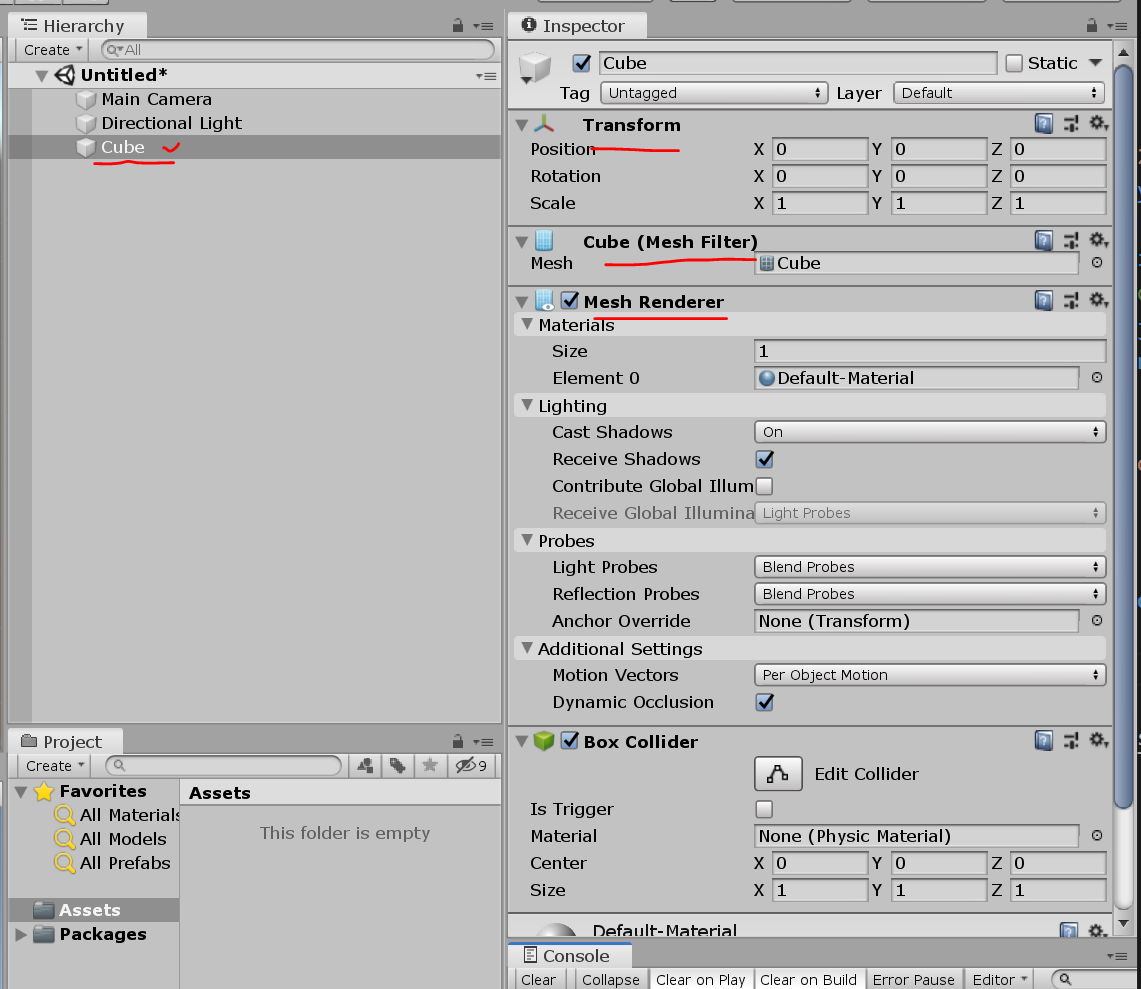 Hierarchy
Create
All
Untitled*
Main Camera
Directional Light
Cube
Project
Create
9
Favorites
All Materials
All Models
All Prefabs
Assets
Packages
Assets
This folder is empty
Inspector
Cube
Static
Tag
Untagged
Layer
Default
Transform
Position X 0 Y 0 Z 0
Rotation X 0 Y 0 Z 0
Scale X 1 Y 1 Z 1
Cube (Mesh Filter)
Mesh Cube
Mesh Renderer
Materials
Size 1
Element 0 Default-Material
Lighting
Cast Shadows On
Receive Shadows
Contribute Global Illum
Receive Global Illumina Light Probes
Probes
Light Probes Blend Probes
Reflection Probes Blend Probes
Anchor Override None (Transform)
Additional Settings
Motion Vectors Per Object Motion
Dynamic Occlusion
Box Collider
Edit Collider
Is Trigger
Material None (Physic Material)
Center X 0 Y 0 Z 0
Size X 1 Y 1 Z 1
Default-Material
Console
Clear Collapse Clear on Play Clear on Build Error Pause Editor